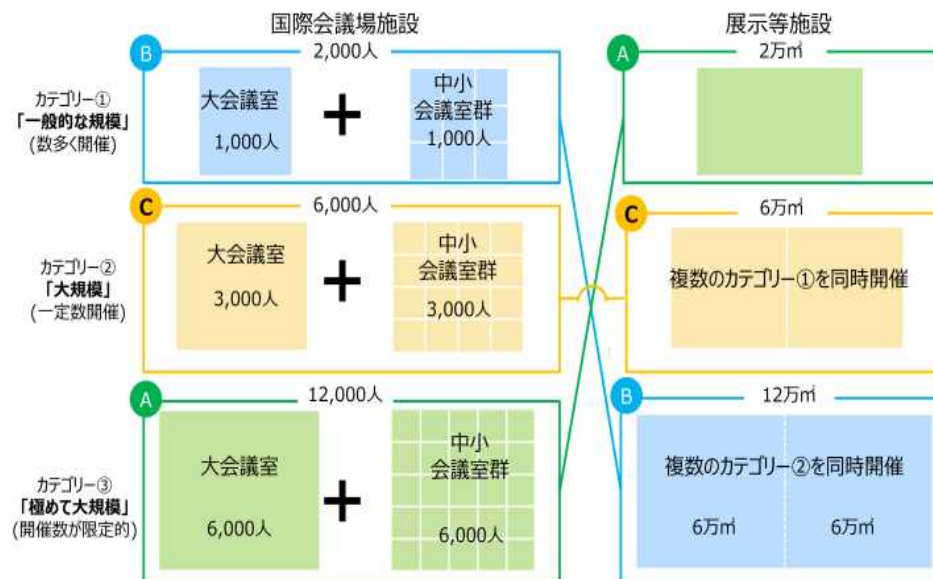 国際会議場施設
展示等施設
B
2,000人
A
2万㎡
カテゴリー①
「一般的な規模」
(数多く開催)
大会議室
1,000人
+
中小
会議室群
1,000人
C
6,000人
C
6万㎡
カテゴリー②
「大規模」
(一定数開催)
大会議室
3,000人
+
中小
会議室群
3,000人
複数のカテゴリー①を同時開催
A
12,000人
B
12万㎡
カテゴリー③
「極めて大規模」
(開催数が限定的)
大会議室
6,000人
+
中小
会議室群
6,000人
複数のカテゴリー②を同時開催
6万㎡
6万㎡